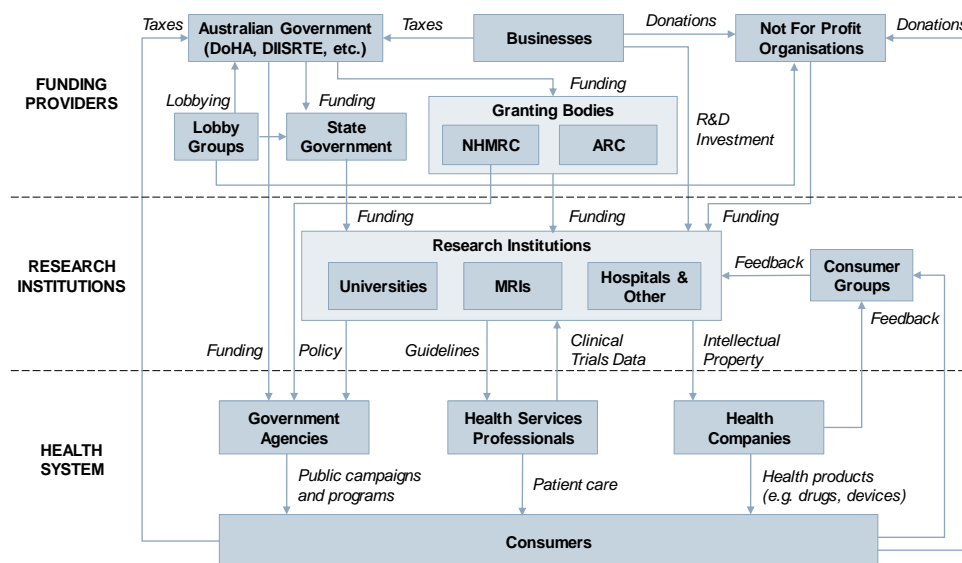 Taxes
Australian Government
(DoHA, DIISRTE, etc.)
Taxes
Businesses
Donations
Not For Profit
Organisations
Donations
FUNDING
PROVIDERS
Lobbying
Funding
Funding
Lobby
Groups
State
Government
Granting Bodies
NHMRC
ARC
R&D
Investment
Funding
Funding
Funding
RESEARCH
INSTITUTIONS
Research Institutions
Universities
MRIs
Hospitals &
Other
Feedback
Consumer
Groups
Feedback
Funding
Policy
Guidelines
Clinical
Trials Data
Intellectual
Property
HEALTH
SYSTEM
Government
Agencies
Health Services
Professionals
Health
Companies
Public campaigns
and programs
Patient care
Health products
(e.g. drugs, devices)
Consumers